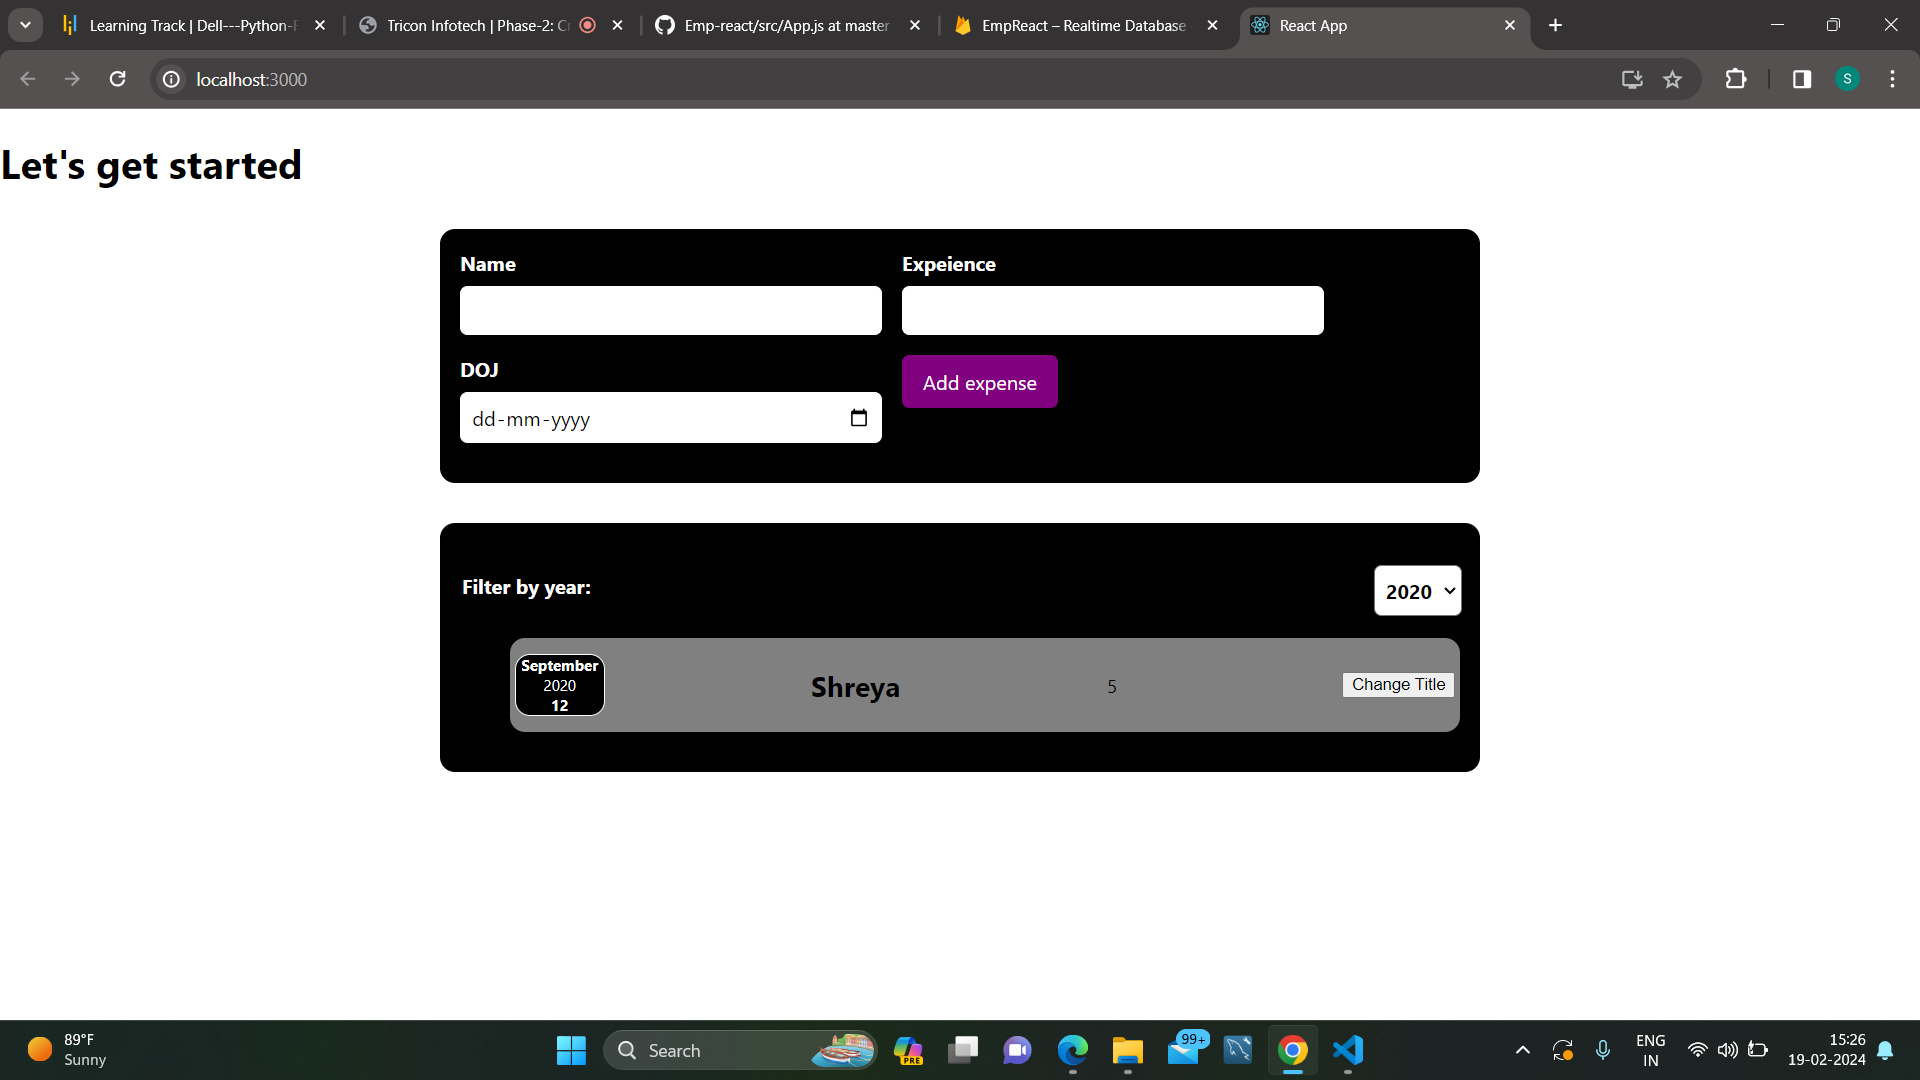 Learning Track | Dell---Python-F
Tricon Infotech | Phase-2: Cr
Emp-react/src/App.js at master
EmpReact – Realtime Database
React App
localhost:3000
S
Let's get started
Name
Expeience
DOJ
dd-mm-yyyy
Add expense
Filter by year:
2020
September
2020
12
Shreya
5
Change Title
89°F
Sunny
Search
PRE
99+
ENG
IN
15:26
19-02-2024